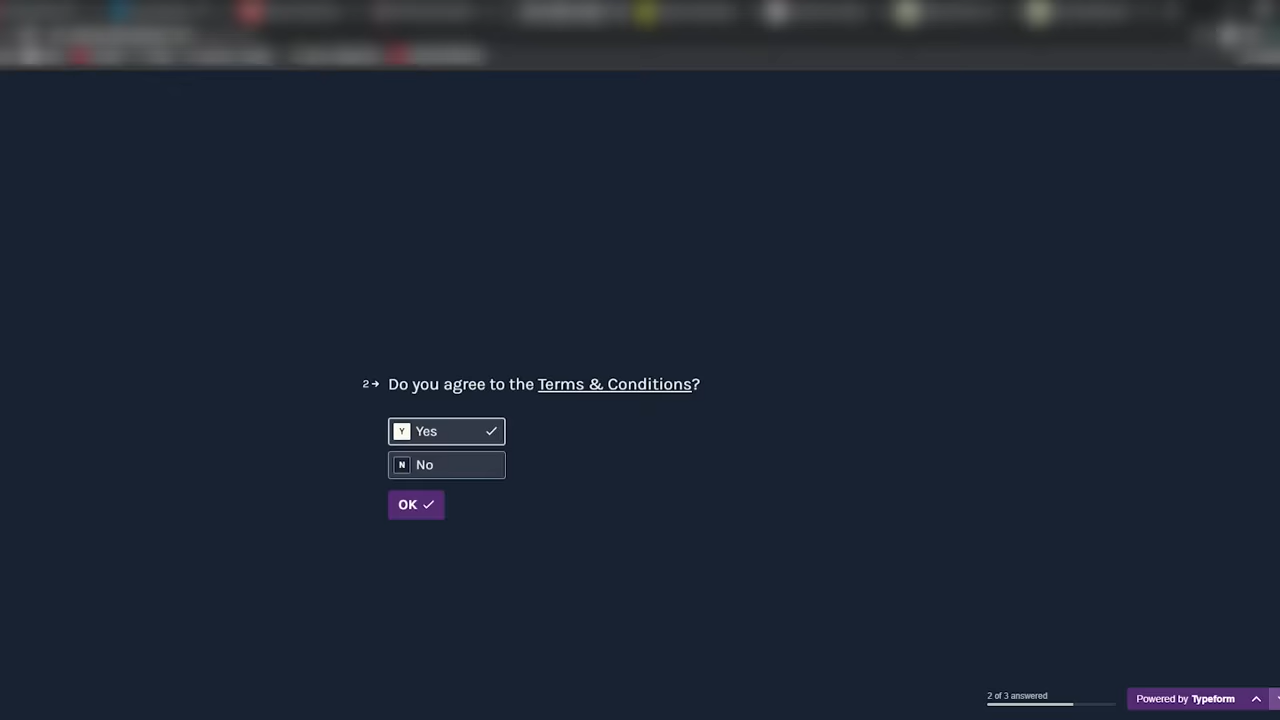 2 Do you agree to the Terms & Conditions?
Y Yes
N No
OK
2 of 3 answered
Powered by Typeform